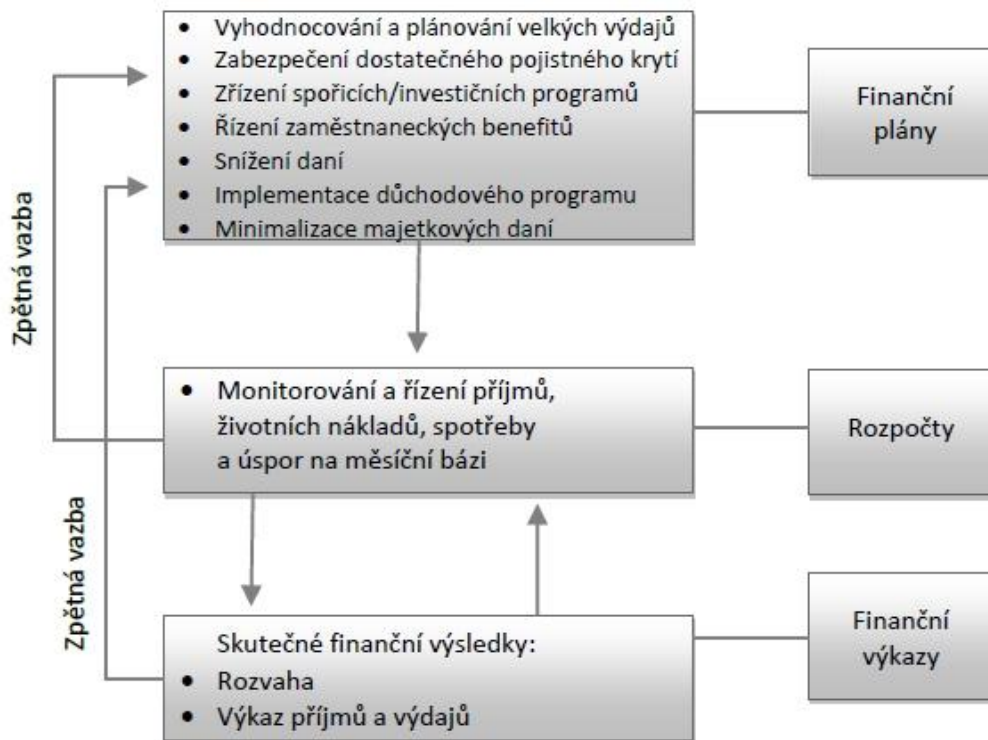 • Vyhodnocování a plánování velkých výdajů
• Zabezpečení dostatečného pojistného krytí
• Zřízení spořicích/investičních programů
• Řízení zaměstnaneckých benefitů
• Snížení daní
• Implementace důchodového programu
• Minimalizace majetkových daní
Finanční
plány
Zpětná vazba
• Monitorování a řízení příjmů,
životních nákladů, spotřeby
a úspor na měsíční bázi
Rozpočty
Zpětná vazba
Skutečné finanční výsledky:
• Rozvaha
• Výkaz příjmů a výdajů
Finanční
výkazy